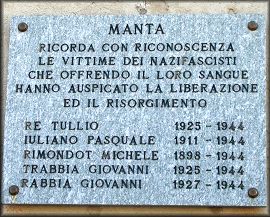 MANTA
RICORDA CON RICONOSCENZA
LE VITTIME DEI NAZIFASCISTI
CHE OFFRENDO IL LORO SANGUE
HANNO AUSPICATO LA LIBERAZIONE
ED IL RISORGIMENTO
RE TULLIO 1925 - 1944
IULIANO PASQUALE 1911 - 1944
RIMONDOT MICHELE 1898 - 1944
TRABBIA GIOVANNI 1925 - 1944
RABBIA GIOVANNI 1927 - 1944